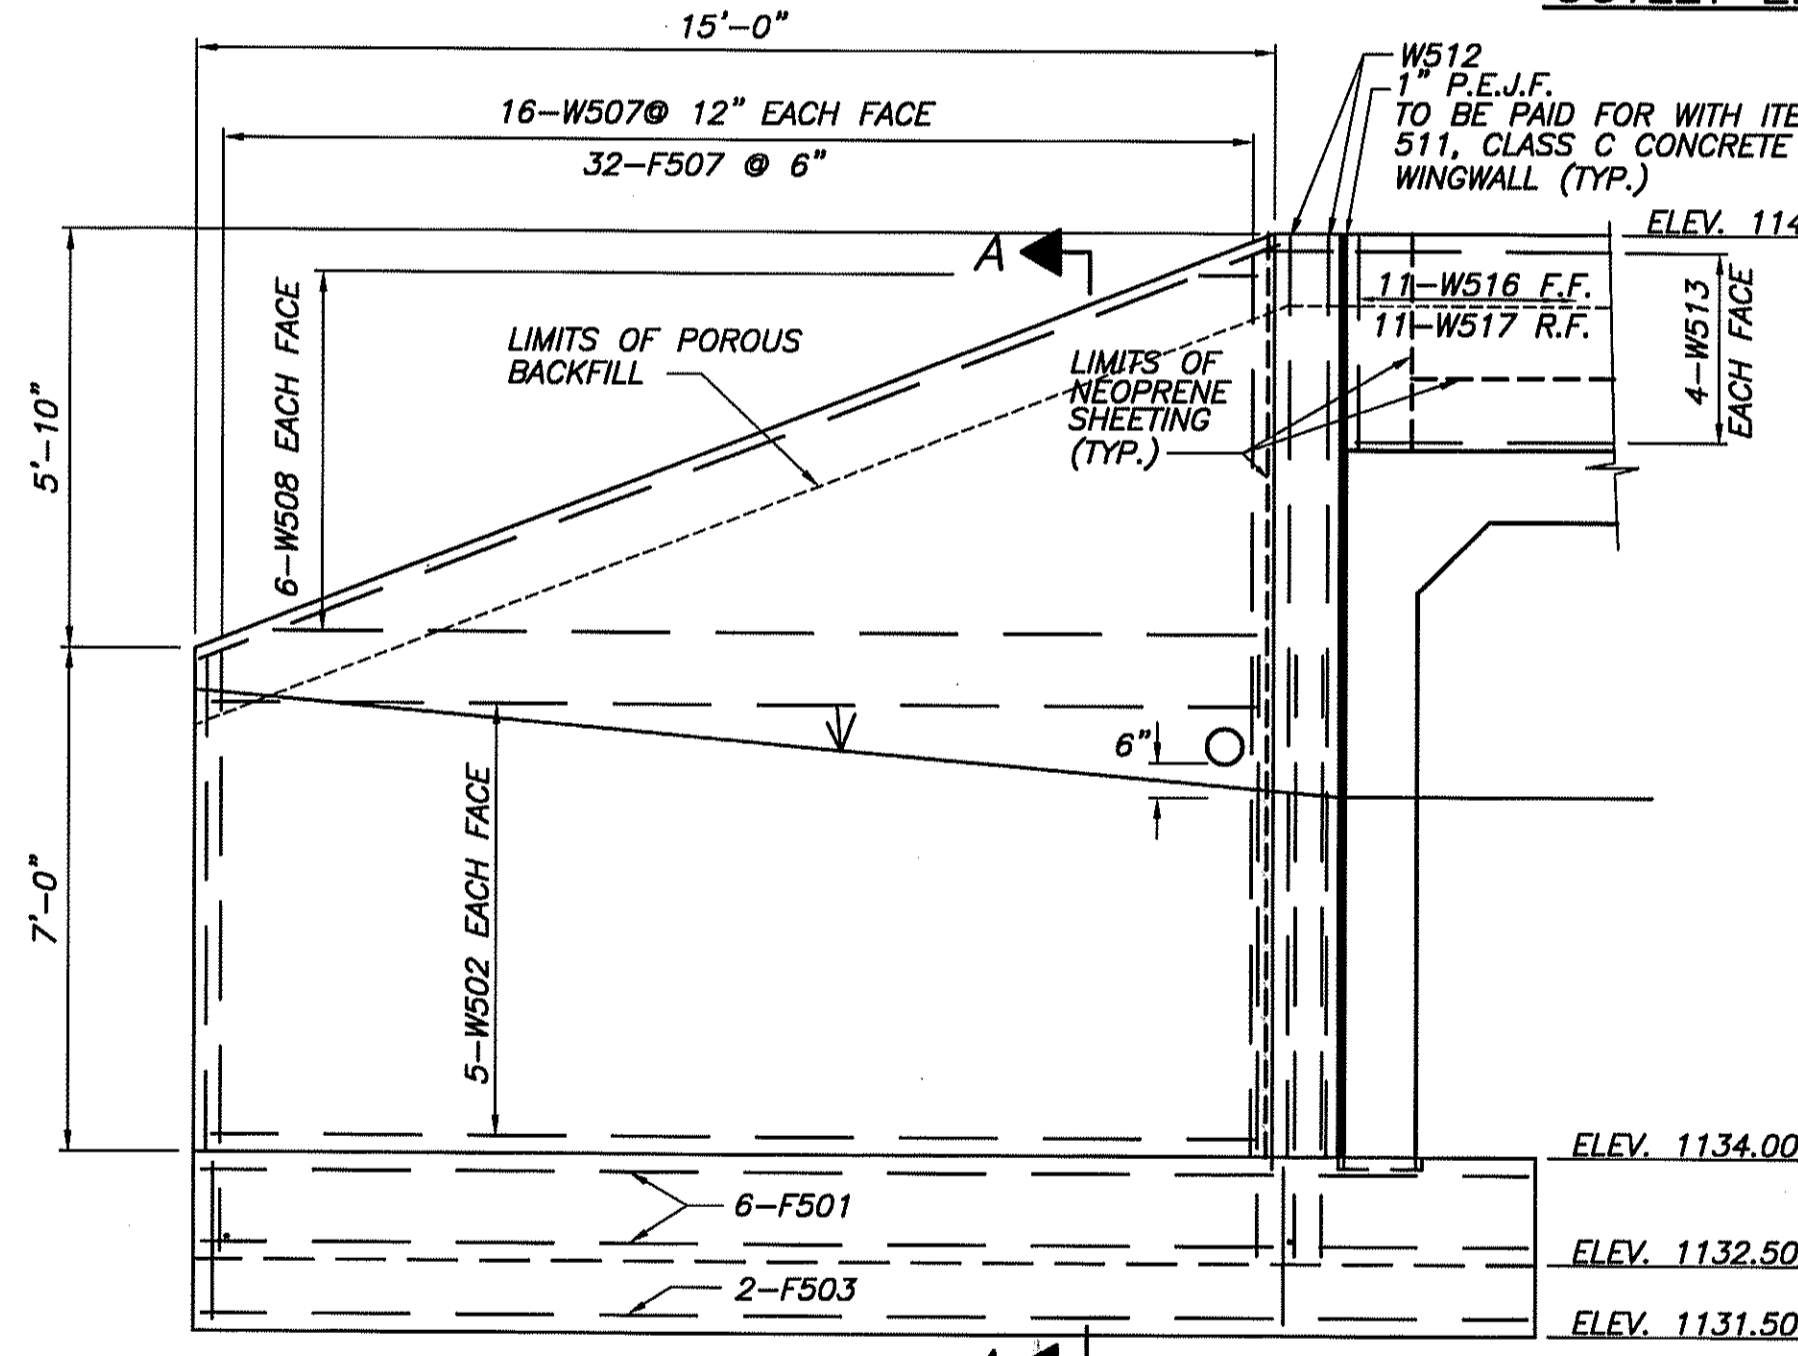 15'-0"
16-W507@ 12" EACH FACE
32-F507 @ 6"
W512
1" P.E.J.F.
TO BE PAID FOR WITH ITE
511, CLASS C CONCRETE
WINGWALL (TYP.)
ELEV. 114
A
11-W516 F.F.
11-W517 R.F.
4-W513
EACH FACE
LIMITS OF POROUS
BACKFILL
LIMITS OF
NEOPRENE
SHEETING
(TYP.)
6-W508 EACH FACE
5'-10"
6"
5-W502 EACH FACE
7'-0"
ELEV. 1134.00
6-F501
ELEV. 1132.50
2-F503
ELEV. 1131.50